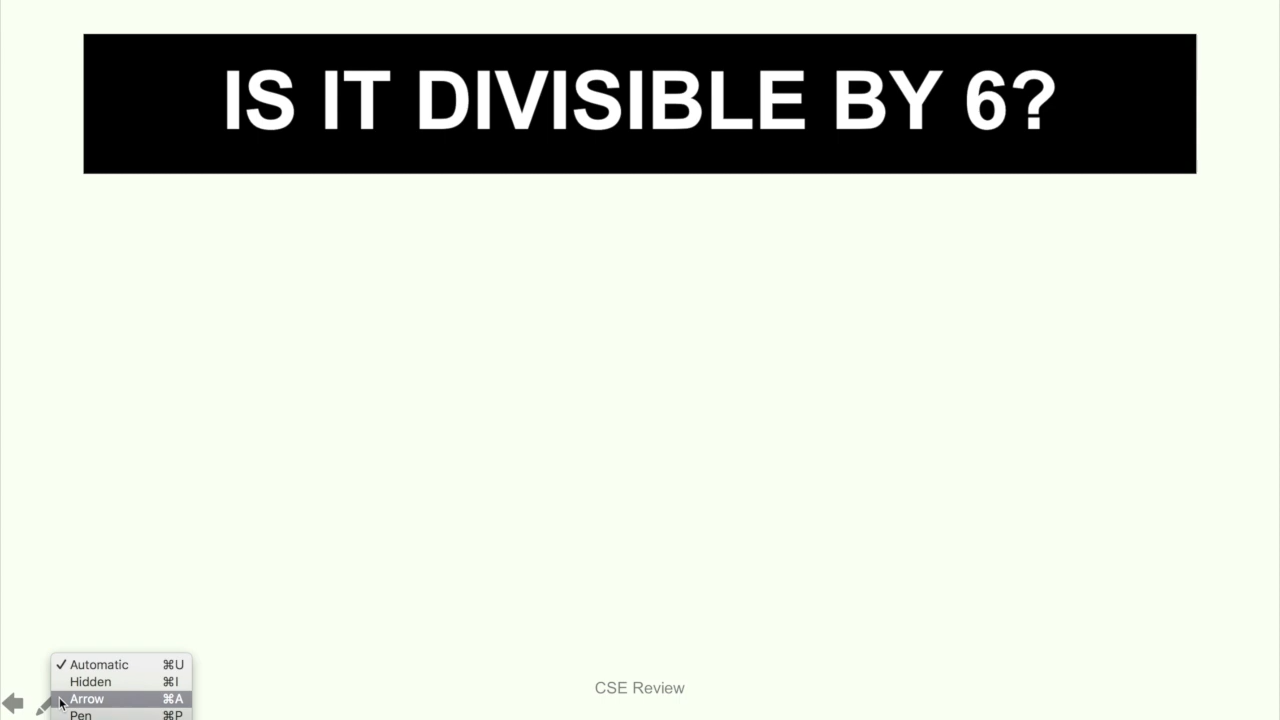 IS IT DIVISIBLE BY 6?
✓ Automatic ⌘U
Hidden ⌘I
Arrow ⌘A
Pen ⌘P
CSE Review